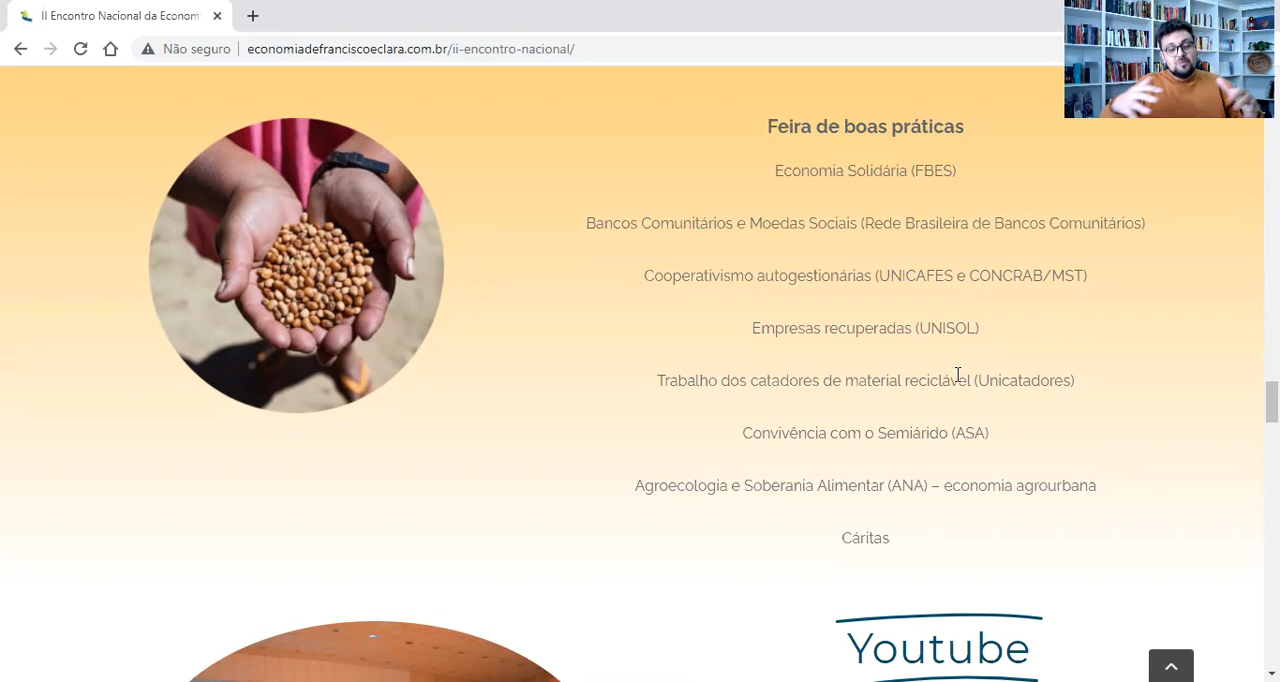 II Encontro Nacional da Econom
Não seguro
economiadefranciscoeclara.com.br/ii-encontro-nacional/
Feira de boas práticas
Economia Solidária (FBES)
Bancos Comunitários e Moedas Sociais (Rede Brasileira de Bancos Comunitários)
Cooperativismo autogestionárias (UNICAFES e CONCRAB/MST)
Empresas recuperadas (UNISOL)
Trabalho dos catadores de material reciclável (Unicatadores)
Convivência com o Semiárido (ASA)
Agroecologia e Soberania Alimentar (ANA) – economia agrourbana
Cáritas
Youtube